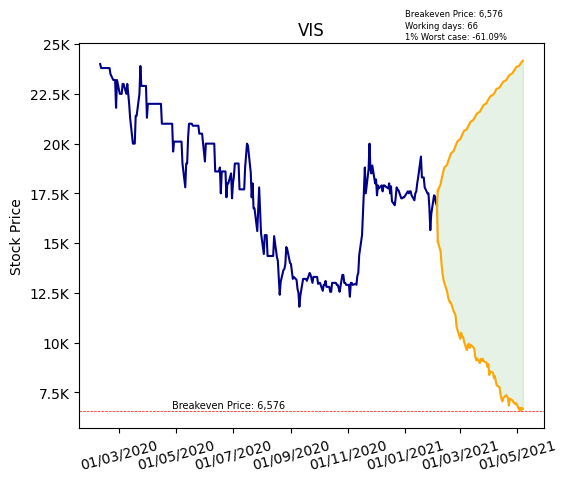 Breakeven Price: 6,576
Working days: 66
1% Worst case: -61.09%
VIS
Stock Price
25K
22.5K
20K
17.5K
15K
12.5K
10K
7.5K
Breakeven Price: 6,576
01/03/2020 01/05/2020 01/07/2020 01/09/2020 01/11/2020 01/01/2021 01/03/2021 01/05/2021